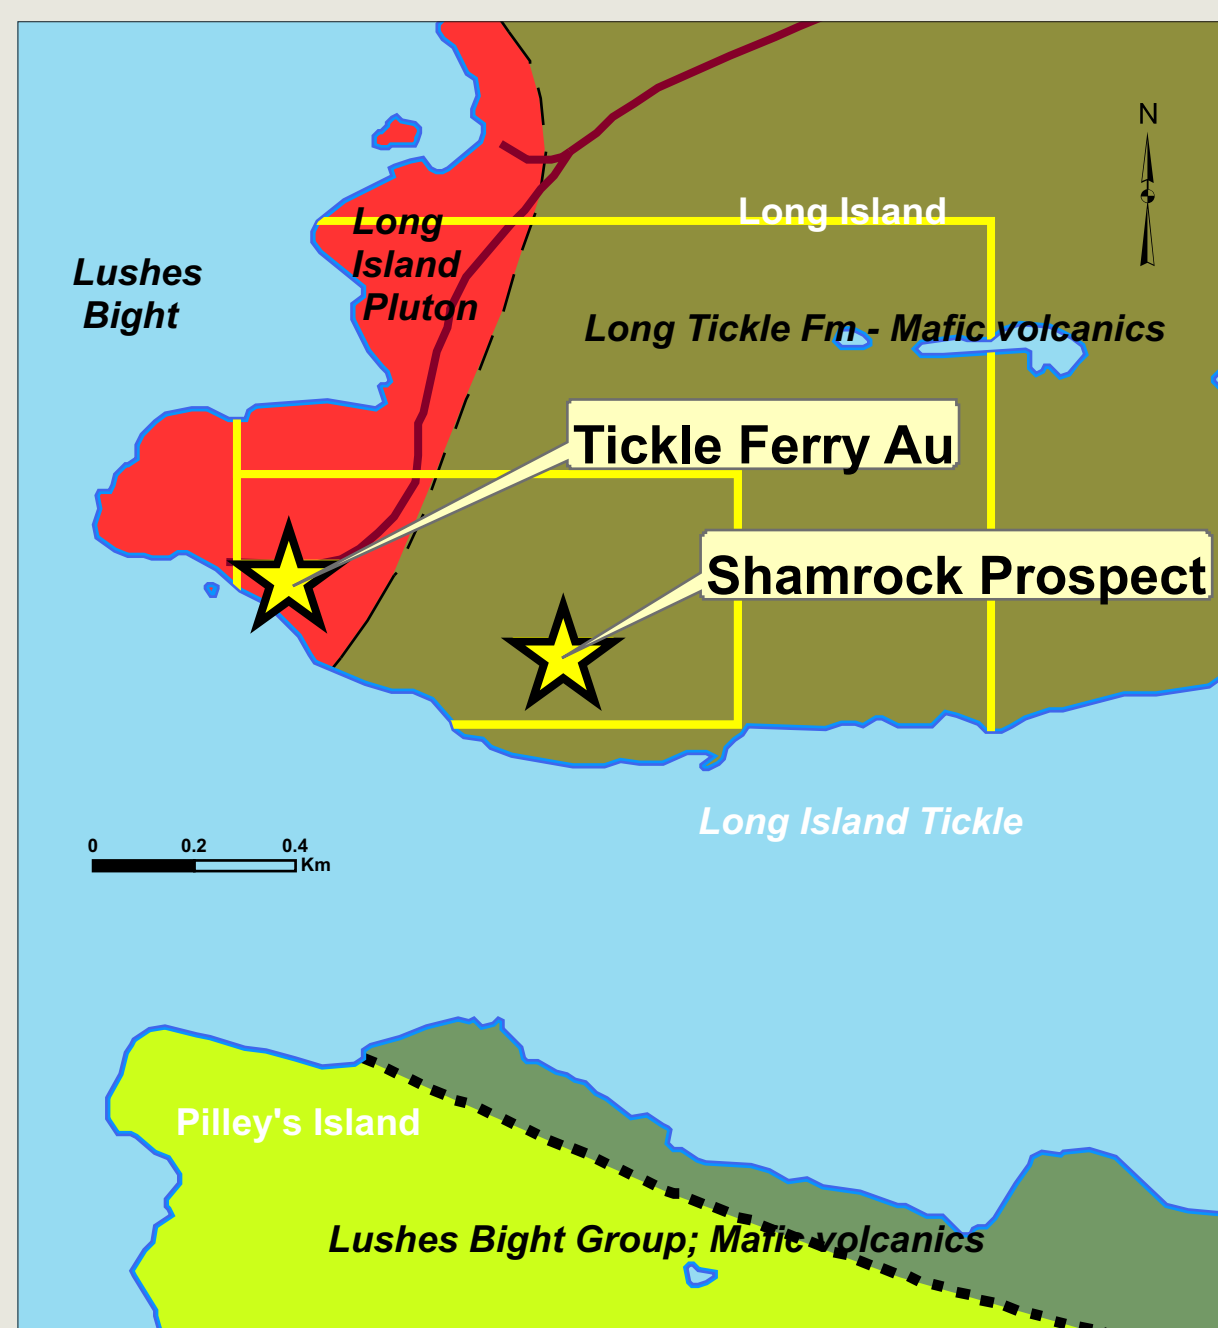 N
Long Island
Long
Island
Pluton
Lushes
Bight
Long Tickle Fm - Mafic volcanics
Tickle Ferry Au
Shamrock Prospect
Long Island Tickle
0 0.2 0.4
Km
Pilley's Island
Lushes Bight Group; Mafic volcanics